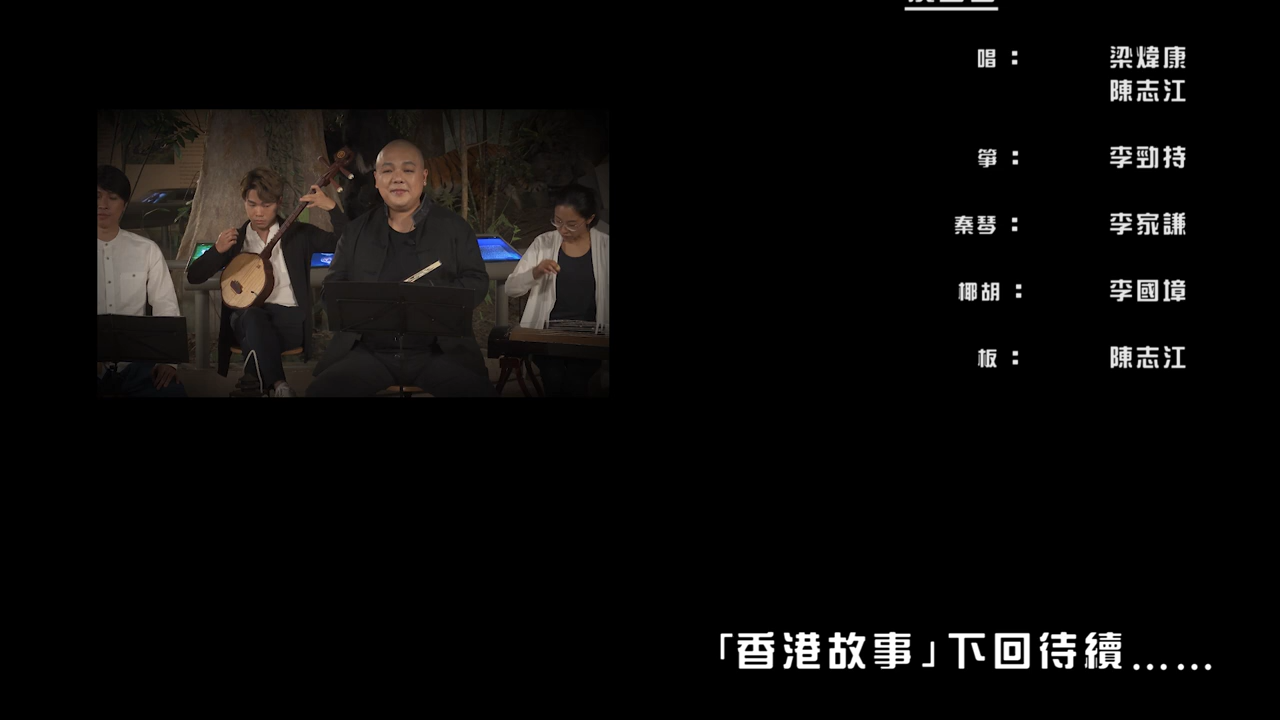 唱：
梁煒康
陳志江
箏：
李勁持
秦琴：
李家謙
椰胡：
李國璋
板：
陳志江
「香港故事」下回待續……